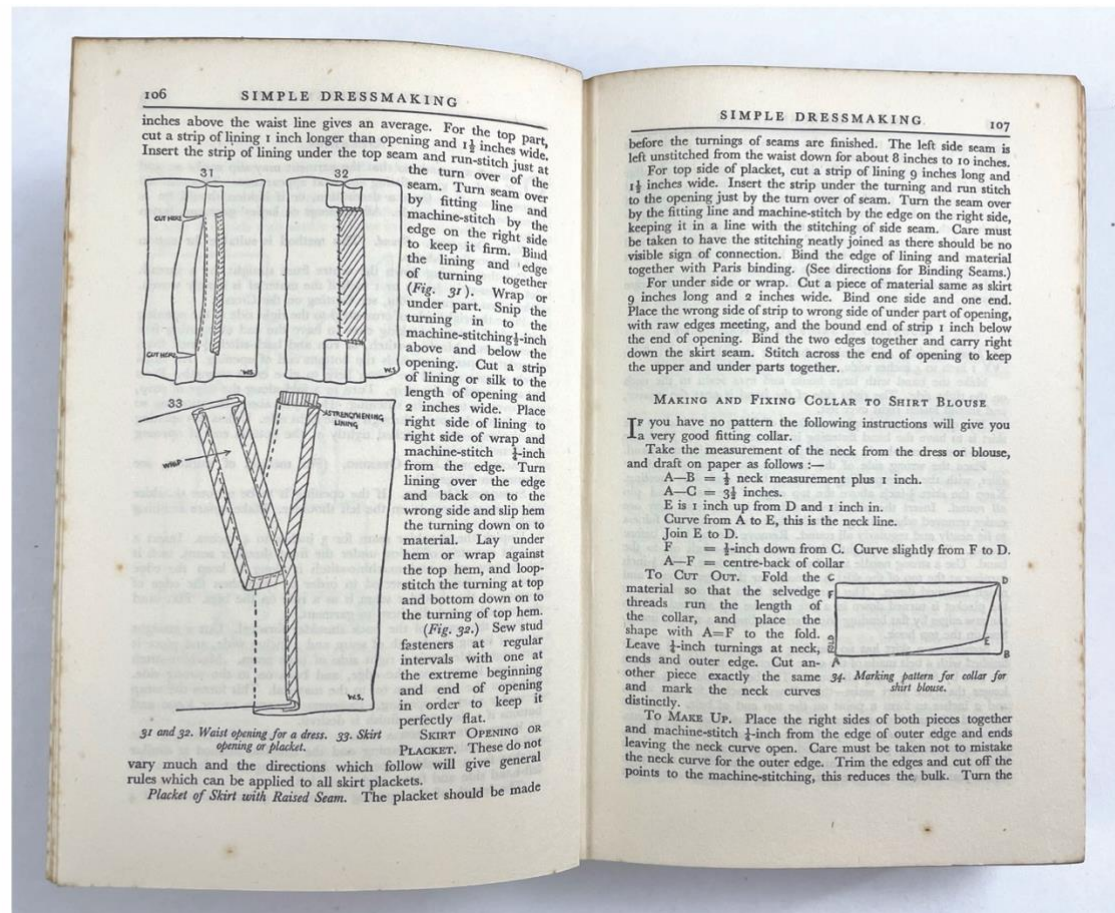 106 SIMPLE DRESSMAKING
inches above the waist line gives an average. For the top part,
cut a strip of lining 1 inch longer than opening and 1½ inches wide.
Insert the strip of lining under the top seam and run-stitch just at
the turn over of the
seam. Turn seam over
by fitting line and
machine-stitch by the
edge on the right side
to keep it firm. Bind
the lining and edge
of turning together
(Fig. 31). Wrap or
under part. Snip the
turning in to the
machine-stitching ½-inch
above and below the
opening. Cut a strip
of lining or silk to the
length of opening and
2 inches wide. Place
right side of lining to
right side of wrap and
machine-stitch ¼-inch
from the edge. Turn
lining over the edge
and back on to the
wrong side and slip hem
the turning down on to
material. Lay under
hem or wrap against
the top hem, and loop-
stitch the turning at top
and bottom down on to
the turning of top hem.
(Fig. 32.) Sew stud
fasteners at regular
intervals with one at
the extreme beginning
and end of opening
in order to keep it
perfectly flat.
SKIRT OPENING OR
PLACKET. These do not
vary much and the directions which follow will give general
rules which can be applied to all skirt plackets.
Placket of Skirt with Raised Seam. The placket should be made
31
CUT HERE
CUT HERE
W.S.
32
W.S.
33
WRAP
STRENGTHENING
LINING
W.S.
31 and 32. Waist opening for a dress. 33. Skirt
opening or placket.
SIMPLE DRESSMAKING 107
before the turnings of seams are finished. The left side seam is
left unstitched from the waist down for about 8 inches to 10 inches.
For top side of placket, cut a strip of lining 9 inches long and
1½ inches wide. Insert the strip under the turning and run stitch
to the opening just by the turn over of seam. Turn the seam over
by the fitting line and machine-stitch by the edge on the right side,
keeping it in a line with the stitching of side seam. Care must
be taken to have the stitching neatly joined as there should be no
visible sign of connection. Bind the edge of lining and material
together with Paris binding. (See directions for Binding Seams.)
For under side or wrap. Cut a piece of material same as skirt
9 inches long and 2 inches wide. Bind one side and one end.
Place the wrong side of strip to wrong side of under part of opening,
with raw edges meeting, and the bound end of strip 1 inch below
the end of opening. Bind the two edges together and carry right
down the skirt seam. Stitch across the end of opening to keep
the upper and under parts together.
MAKING AND FIXING COLLAR TO SHIRT BLOUSE
IF you have no pattern the following instructions will give you
a very good fitting collar.
Take the measurement of the neck from the dress or blouse,
and draft on paper as follows :—
A—B = ½ neck measurement plus 1 inch.
A—C = 3½ inches.
E is 1 inch up from D and 1 inch in.
Curve from A to E, this is the neck line.
Join E to D.
F = ½-inch down from C. Curve slightly from F to D.
A—F = centre-back of collar
TO CUT OUT. Fold the
material so that the selvedge
threads run the length of
the collar, and place the
shape with A=F to the fold.
Leave ½-inch turnings at neck,
ends and outer edge. Cut an-
other piece exactly the same
and mark the neck curves
distinctly.
C
D
F
E
A
B
34. Marking pattern for collar for
shirt blouse.
TO MAKE UP. Place the right sides of both pieces together
and machine-stitch ½-inch from the edge of outer edge and ends
leaving the neck curve open. Care must be taken not to mistake
the neck curve for the outer edge. Trim the edges and cut off the
points to the machine-stitching, this reduces the bulk. Turn the